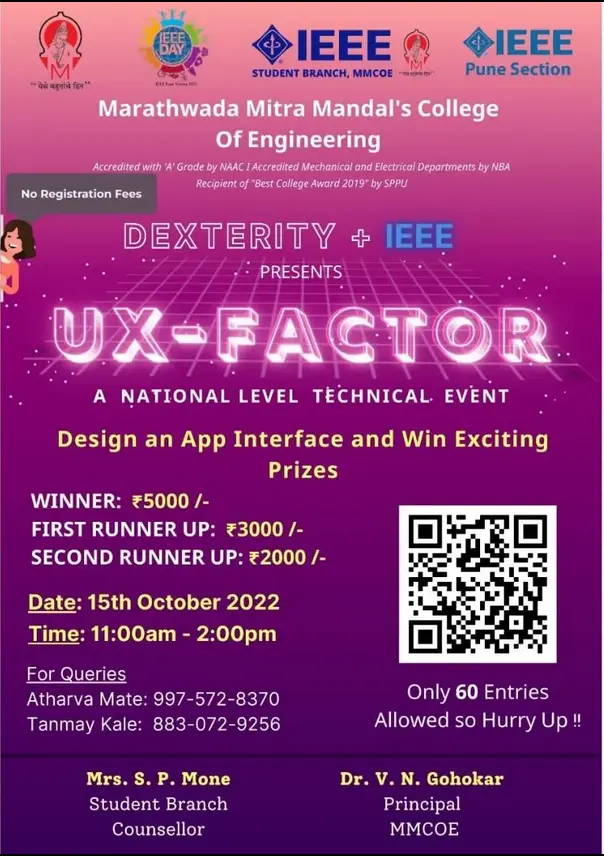 IEEE
DAY
IEEE
STUDENT BRANCH, MMCOE
IEEE
Pune Section
M
"येसे बहुतांचे हित"
Marathwada Mitra Mandal's College
Of Engineering
Accredited with 'A' Grade by NAAC I Accredited Mechanical and Electrical Departments by NBA
Recipient of "Best College Award 2019" by SPPU
No Registration Fees
DEXTERITY + IEEE
PRESENTS
UX-FACTOR
A NATIONAL LEVEL TECHNICAL EVENT
Design an App Interface and Win Exciting
Prizes
WINNER: ₹5000 /-
FIRST RUNNER UP: ₹3000 /-
SECOND RUNNER UP: ₹2000 /-
Date: 15th October 2022
Time: 11:00am - 2:00pm
For Queries
Atharva Mate: 997-572-8370
Tanmay Kale: 883-072-9256
Only 60 Entries
Allowed so Hurry Up !!
Mrs. S. P. Mone
Student Branch
Counsellor
Dr. V. N. Gohokar
Principal
MMCOE